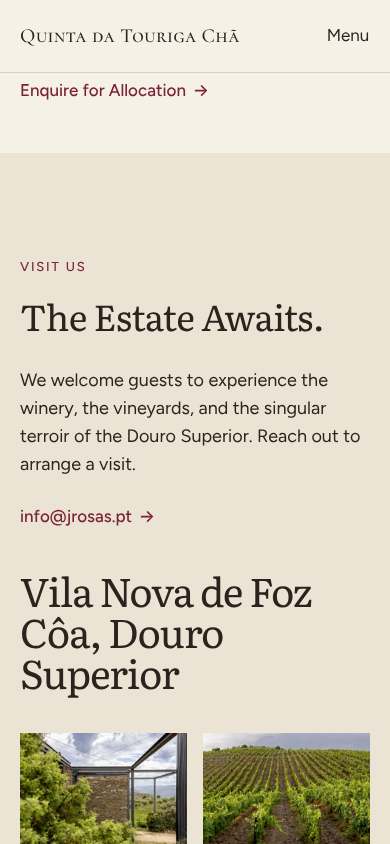 Quinta da Touriga Chã
Menu
Enquire for Allocation →
VISIT US
The Estate Awaits.
We welcome guests to experience the
winery, the vineyards, and the singular
terroir of the Douro Superior. Reach out to
arrange a visit.
info@jrosas.pt →
Vila Nova de Foz
Côa, Douro
Superior